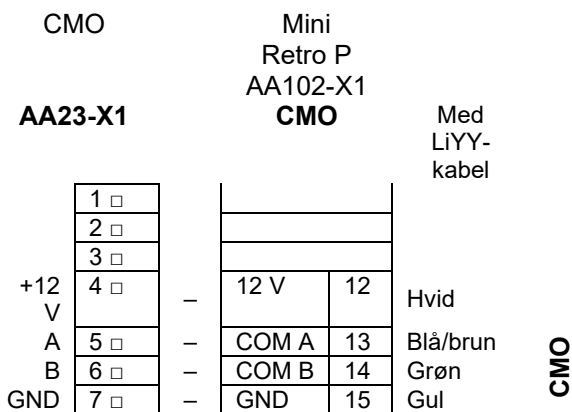 CMO Mini
Retro P
AA102-X1
AA23-X1 CMO Med
LiYY-
kabel
1 □
2 □
3 □
+12 4 □ – 12 V 12 Hvid
V
A 5 □ – COM A 13 Blå/brun
B 6 □ – COM B 14 Grøn
GND 7 □ – GND 15 Gul
CMO